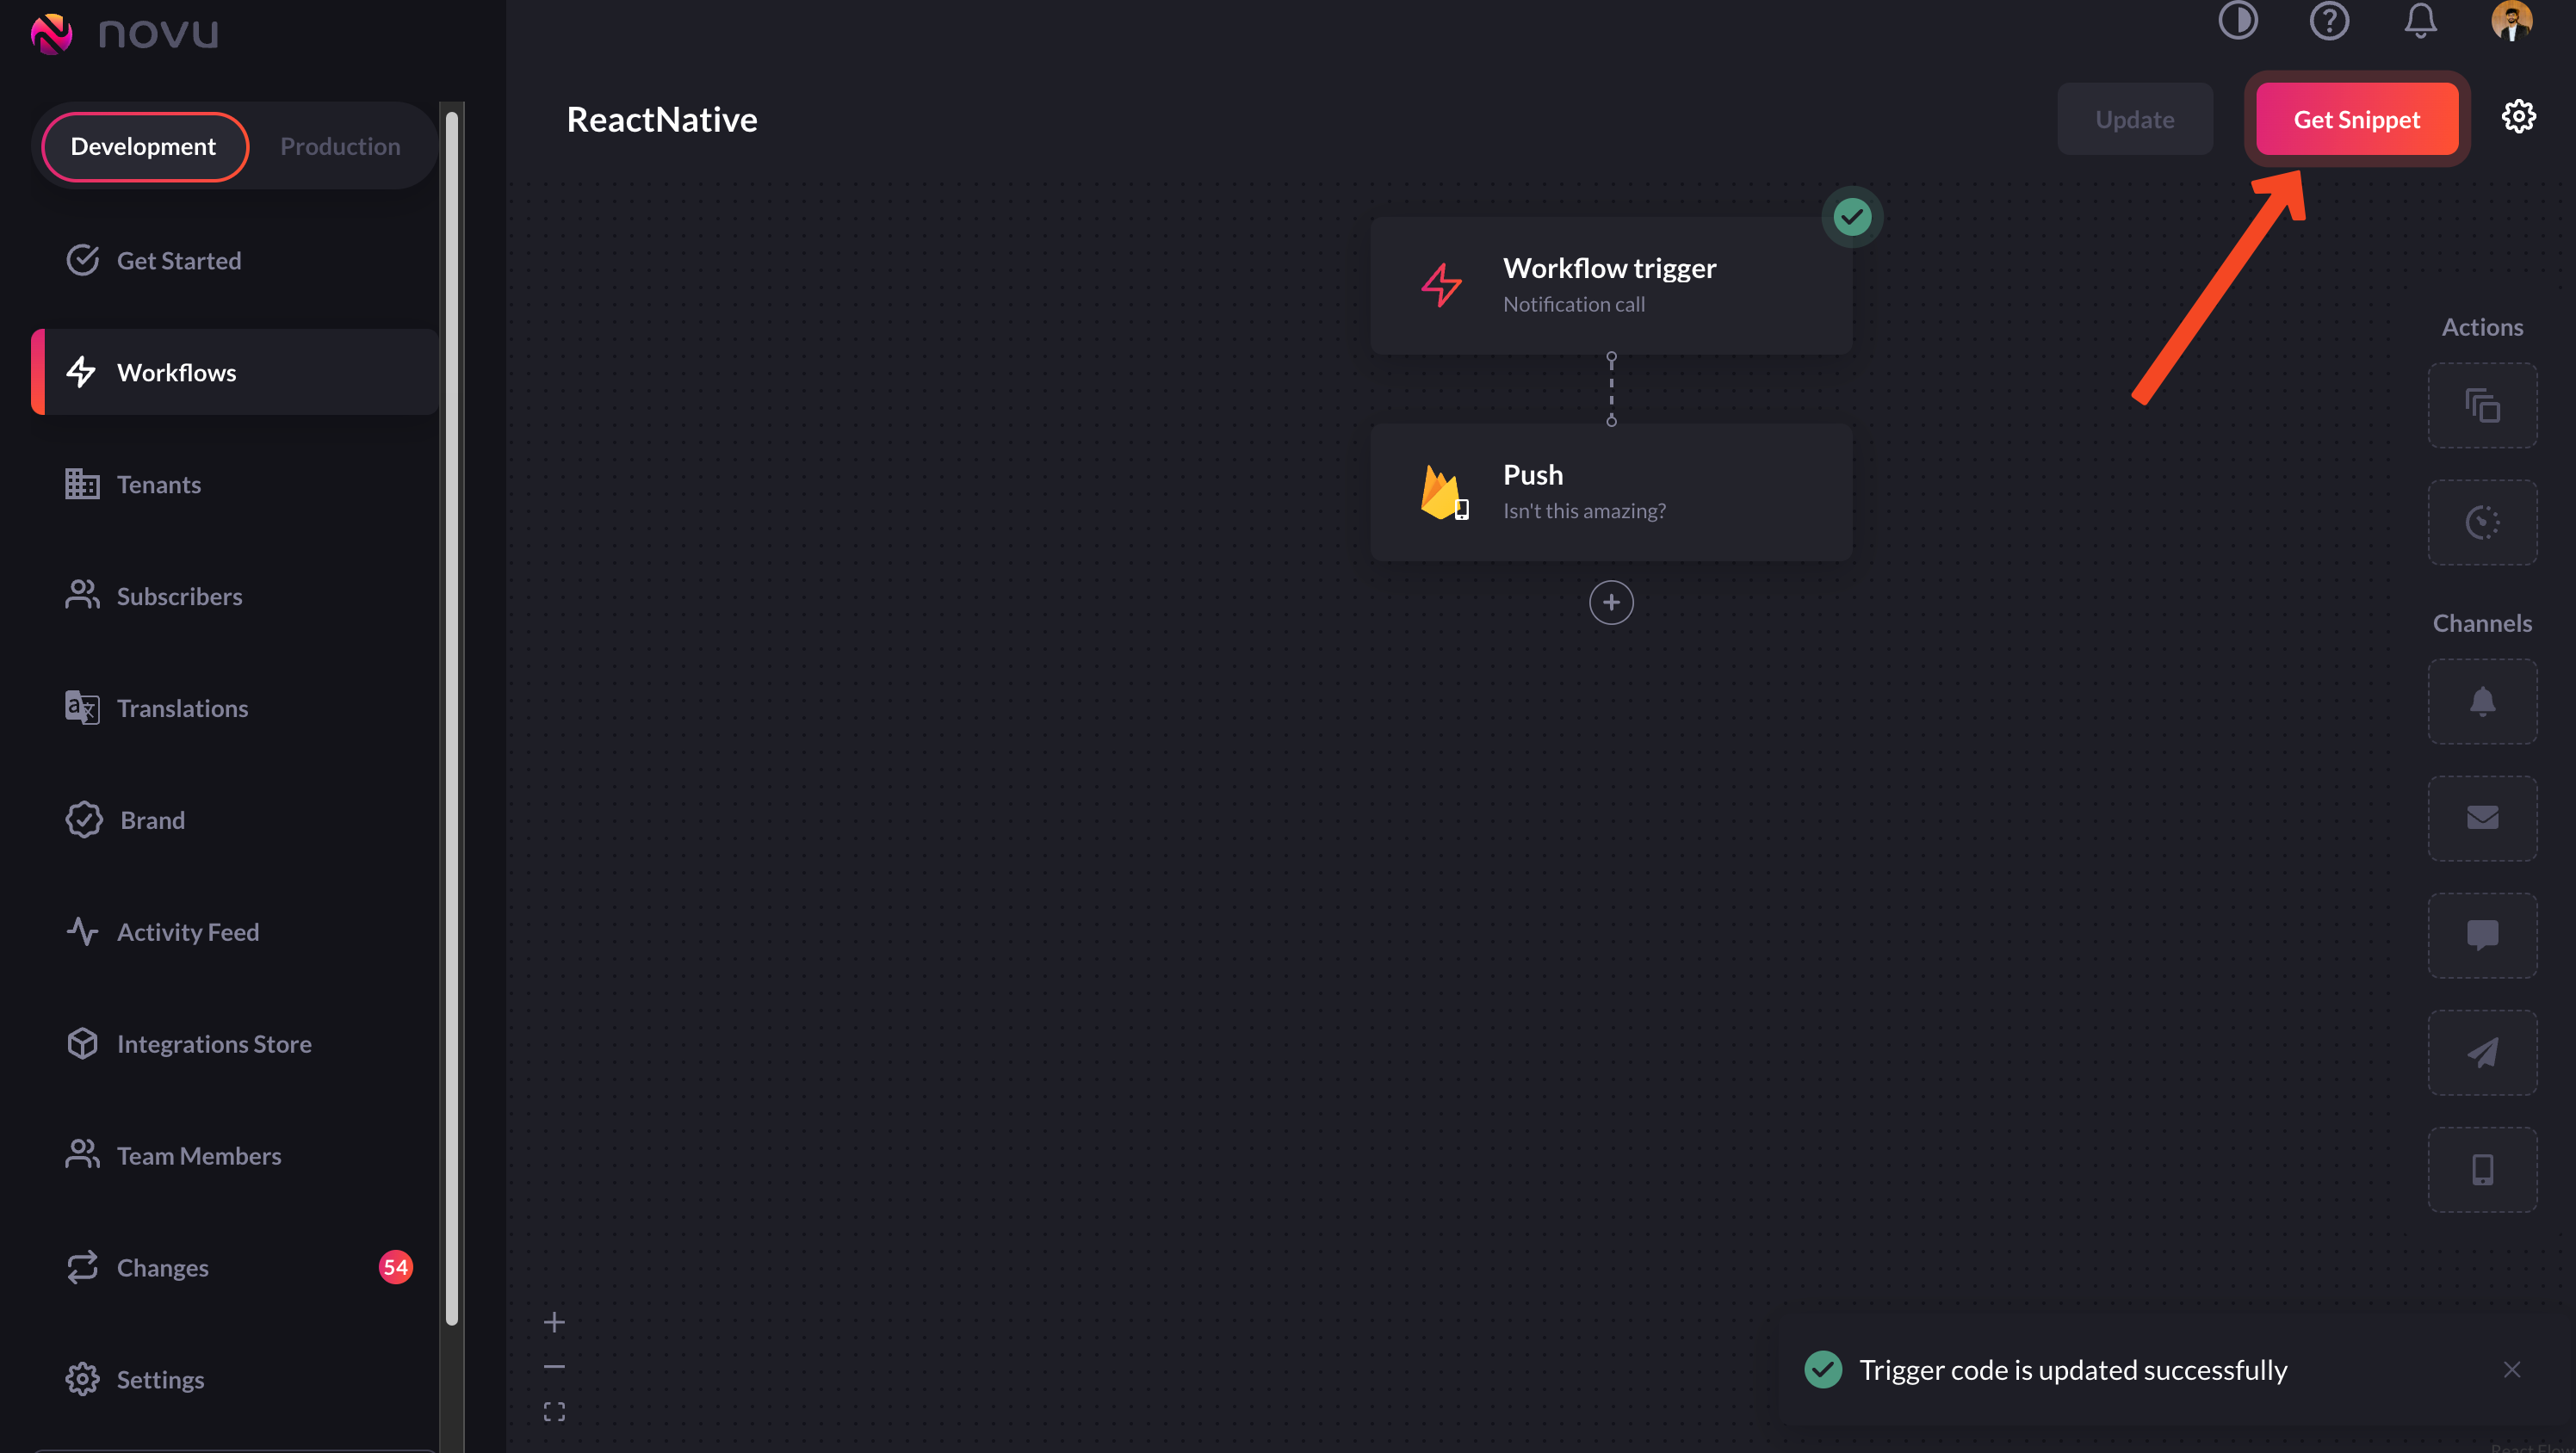 novu
Development
Production
Get Started
Workflows
Tenants
Subscribers
Translations
Brand
Activity Feed
Integrations Store
Team Members
Changes
54
Settings
ReactNative
Update
Get Snippet
Workflow trigger
Notification call
Push
Isn't this amazing?
Actions
Channels
Trigger code is updated successfully
React Flow